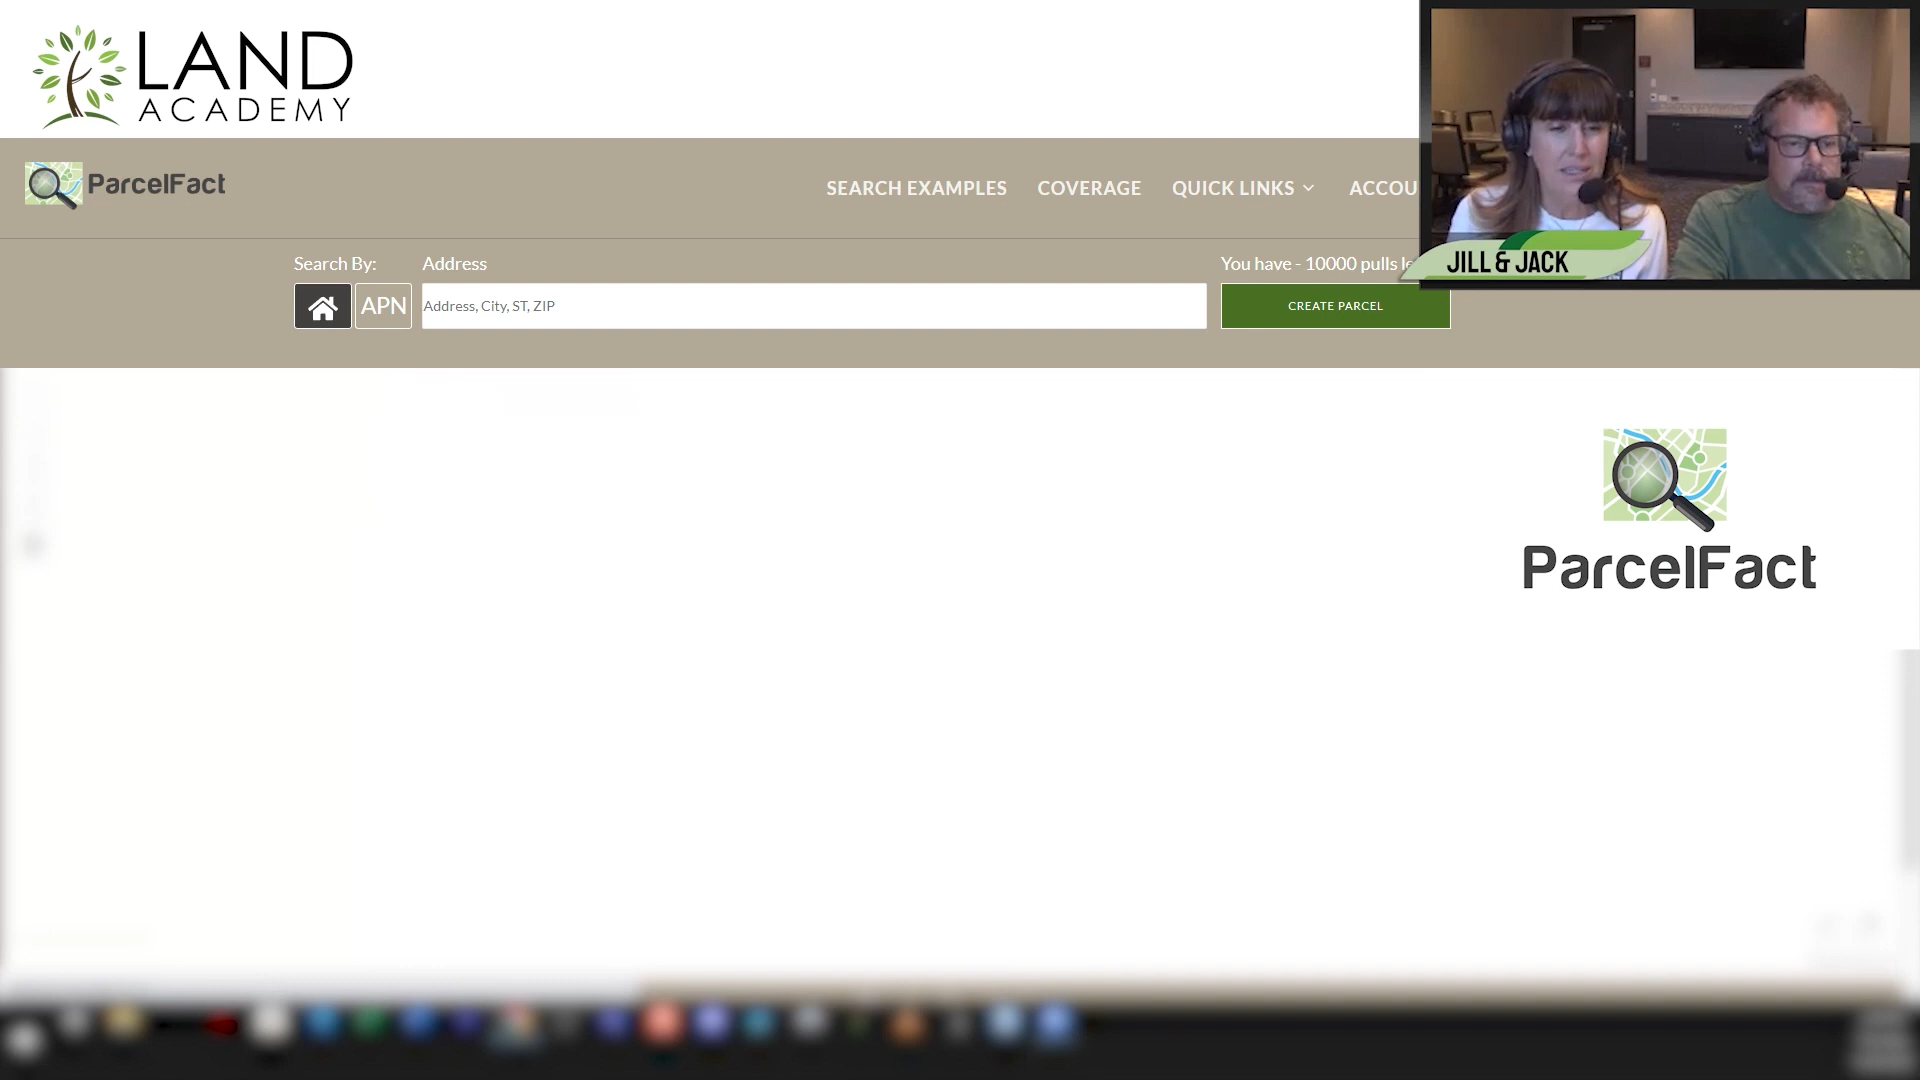 LAND
ACADEMY
ParcelFact
SEARCH EXAMPLES COVERAGE QUICK LINKS ACCOU
Search By: Address You have - 10000 pulls le
APN Address, City, ST, ZIP CREATE PARCEL
JILL & JACK
ParcelFact